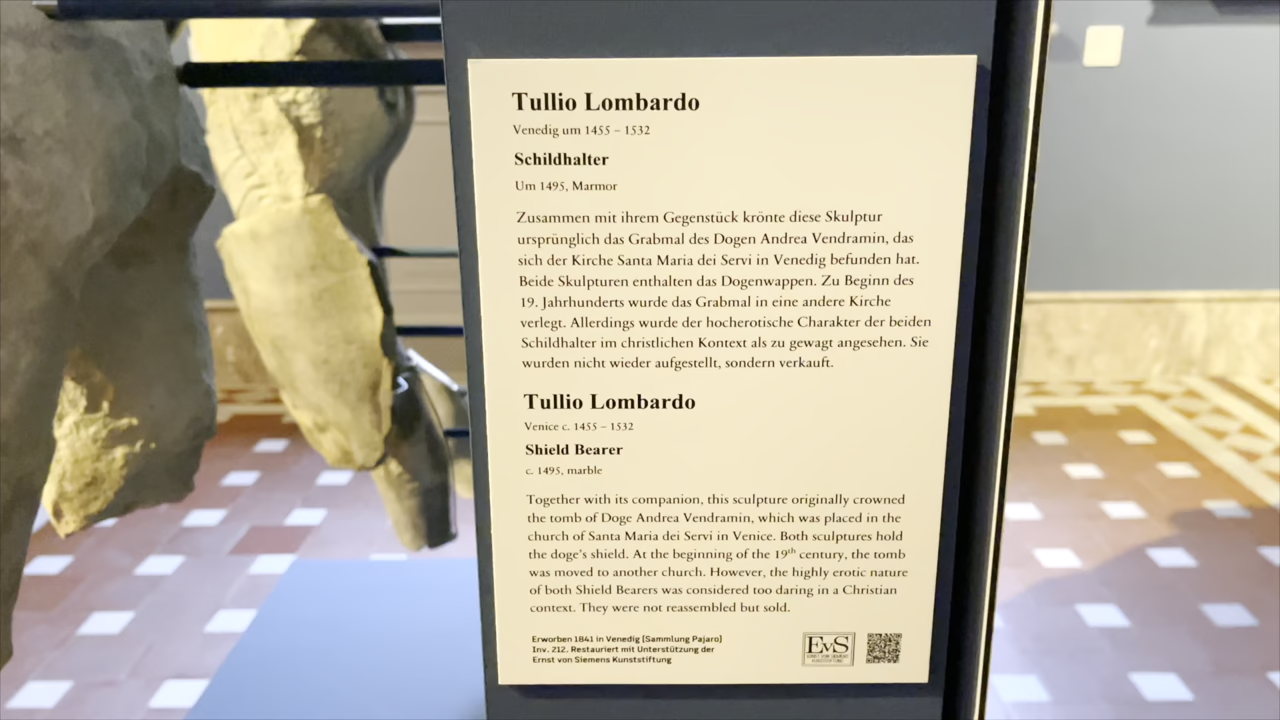 Tullio Lombardo
Venedig um 1455 – 1532
Schildhalter
Um 1495, Marmor
Zusammen mit ihrem Gegenstück krönte diese Skulptur
ursprünglich das Grabmal des Dogen Andrea Vendramin, das
sich der Kirche Santa Maria dei Servi in Venedig befunden hat.
Beide Skulpturen enthalten das Dogenwappen. Zu Beginn des
19. Jahrhunderts wurde das Grabmal in eine andere Kirche
verlegt. Allerdings wurde der hocherotische Charakter der beiden
Schildhalter im christlichen Kontext als zu gewagt angesehen. Sie
wurden nicht wieder aufgestellt, sondern verkauft.
Tullio Lombardo
Venice c. 1455 – 1532
Shield Bearer
c. 1495, marble
Together with its companion, this sculpture originally crowned
the tomb of Doge Andrea Vendramin, which was placed in the
church of Santa Maria dei Servi in Venice. Both sculptures hold
the doge's shield. At the beginning of the 19th century, the tomb
was moved to another church. However, the highly erotic nature
of both Shield Bearers was considered too daring in a Christian
context. They were not reassembled but sold.
Erworben 1841 in Venedig (Sammlung Pajaro)
Inv. 212. Restauriert mit Unterstützung der
Ernst von Siemens Kunststiftung
EvS
ERNST VON SIEMENS
KUNSTSTIFTUNG